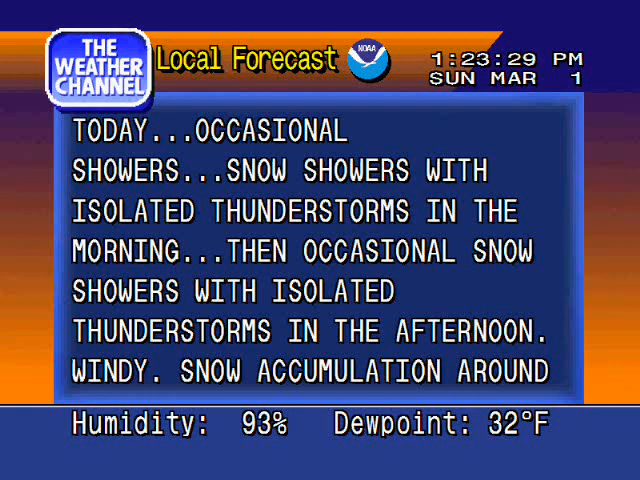 THE
WEATHER
CHANNEL
Local Forecast
NOAA
1:23:29 PM
SUN MAR 1
TODAY...OCCASIONAL
SHOWERS...SNOW SHOWERS WITH
ISOLATED THUNDERSTORMS IN THE
MORNING...THEN OCCASIONAL SNOW
SHOWERS WITH ISOLATED
THUNDERSTORMS IN THE AFTERNOON.
WINDY. SNOW ACCUMULATION AROUND
Humidity: 93% Dewpoint: 32°F